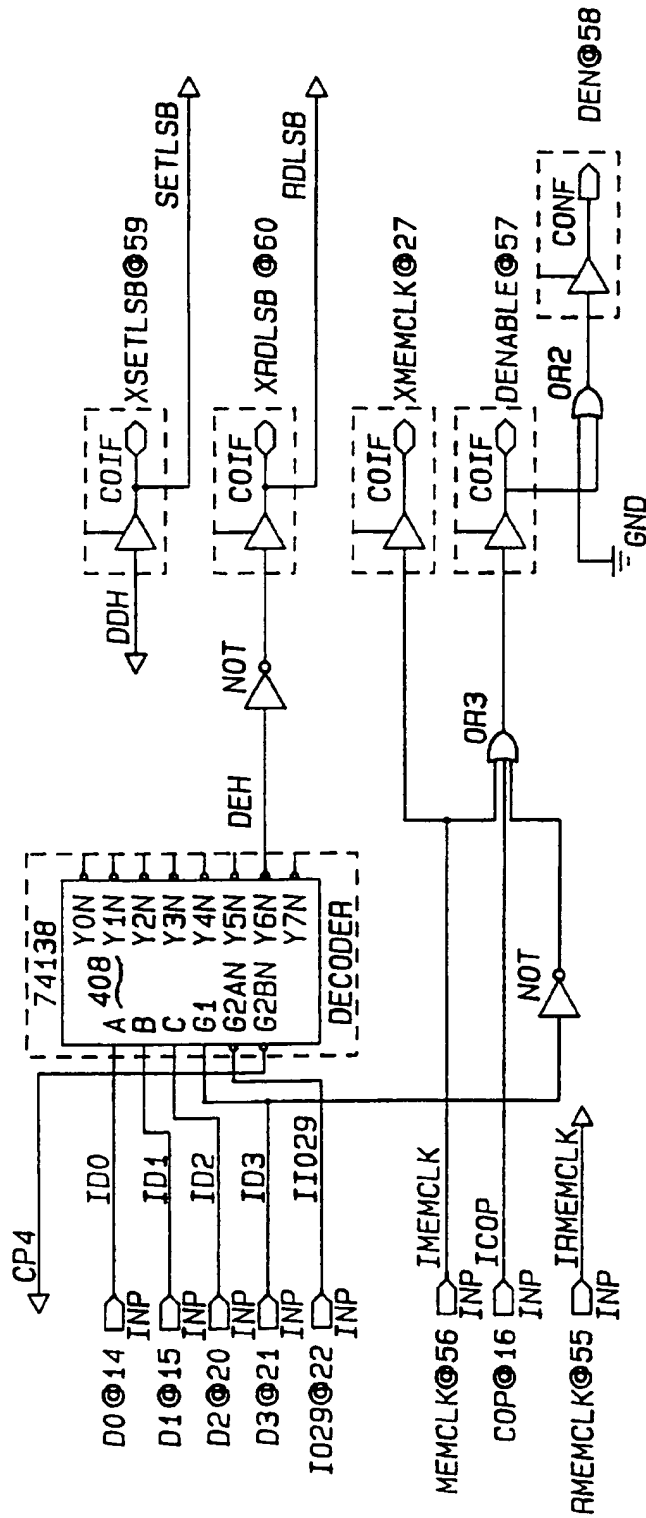 CP4
D0@14
INP
ID0
D1@15
INP
ID1
D2@20
INP
ID2
D3@21
INP
ID3
IO29@22
INP
IIO29
74138
408
A
B
C
G1
G2AN
G2BN
Y0N
Y1N
Y2N
Y3N
Y4N
Y5N
Y6N
Y7N
DECODER
DEH
NOT
DDH
COIF
XSETLSB@59
SETLSB
COIF
XRDLSB @60
RDLSB
MEMCLK@56
INP
IMEMCLK
COP@16
INP
ICOP
RMEMCLK@55
INP
IRMEMCLK
NOT
OR3
COIF
XMEMCLK@27
COIF
DENABLE@57
GND
OR2
CONF
DEN@58